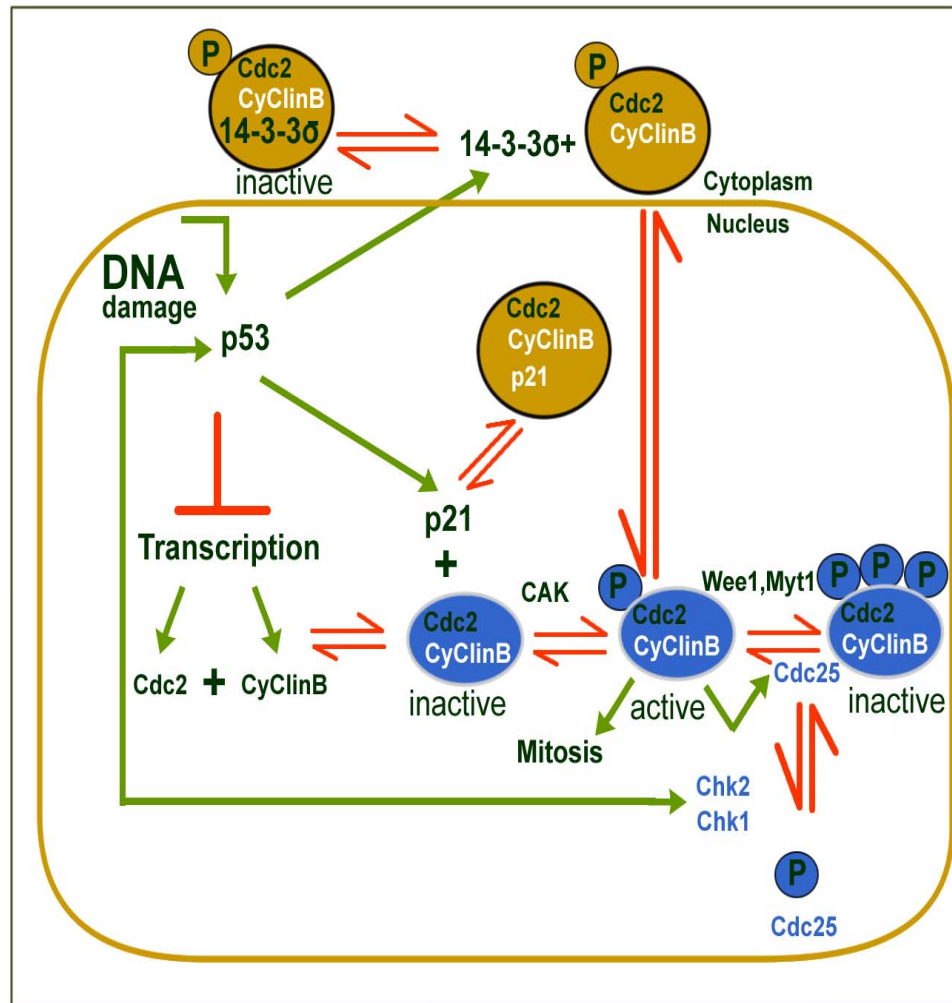 P
Cdc2
CyClinB
14-3-3σ
inactive
14-3-3σ+
P
Cdc2
CyClinB
Cytoplasm
Nucleus
DNA
damage
p53
Cdc2
CyClinB
p21
p21
+
Transcription
Cdc2 + CyClinB
Cdc2
CyClinB
inactive
CAK
P
Cdc2
CyClinB
active
Wee1,Myt1
P P P
Cdc2
CyClinB
inactive
Cdc25
Mitosis
Chk2
Chk1
P
Cdc25